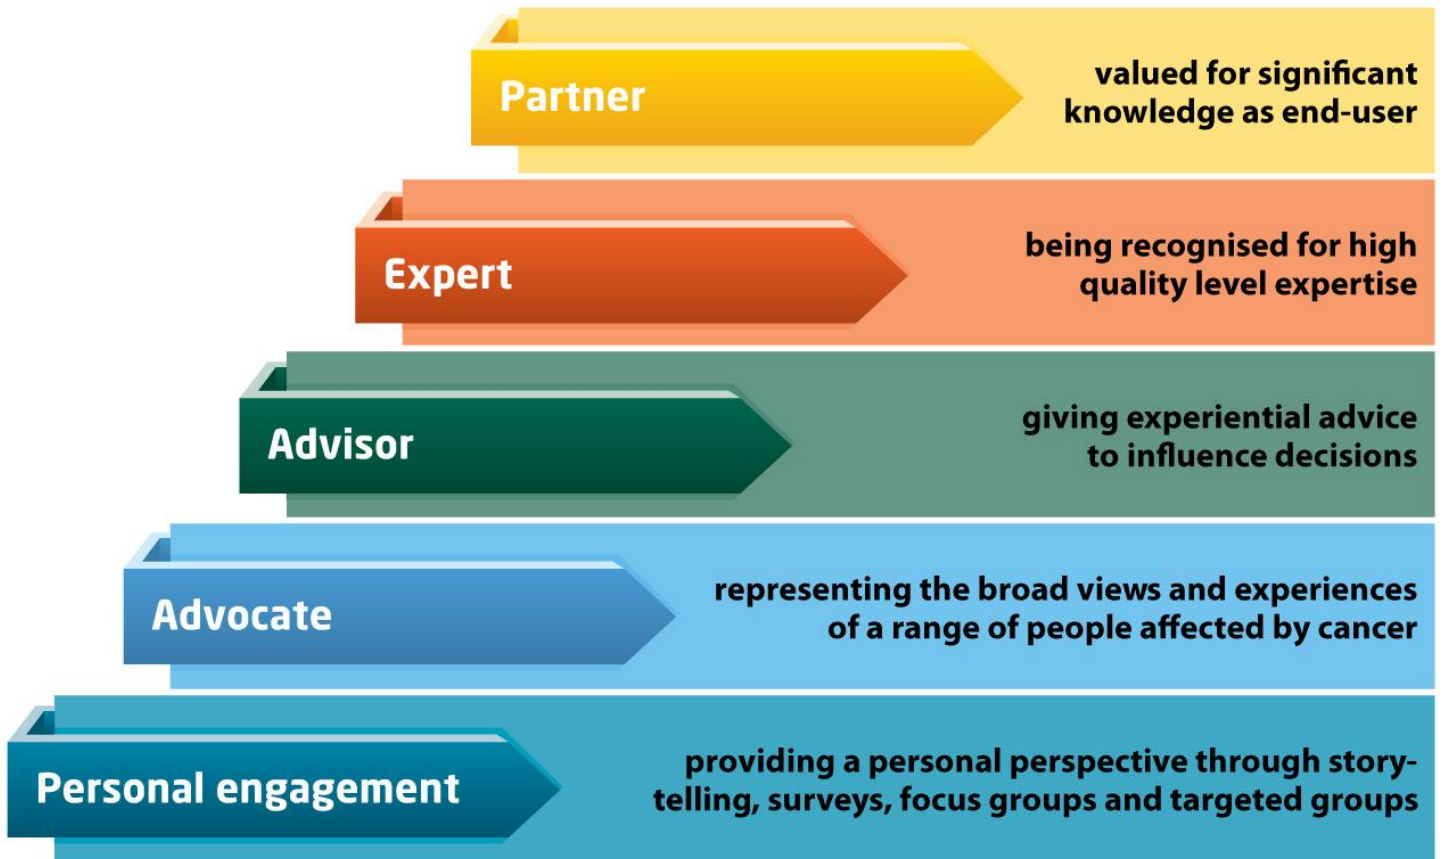 Partner
valued for significant
knowledge as end-user
Expert
being recognised for high
quality level expertise
Advisor
giving experiential advice
to influence decisions
Advocate
representing the broad views and experiences
of a range of people affected by cancer
Personal engagement
providing a personal perspective through story-
telling, surveys, focus groups and targeted groups